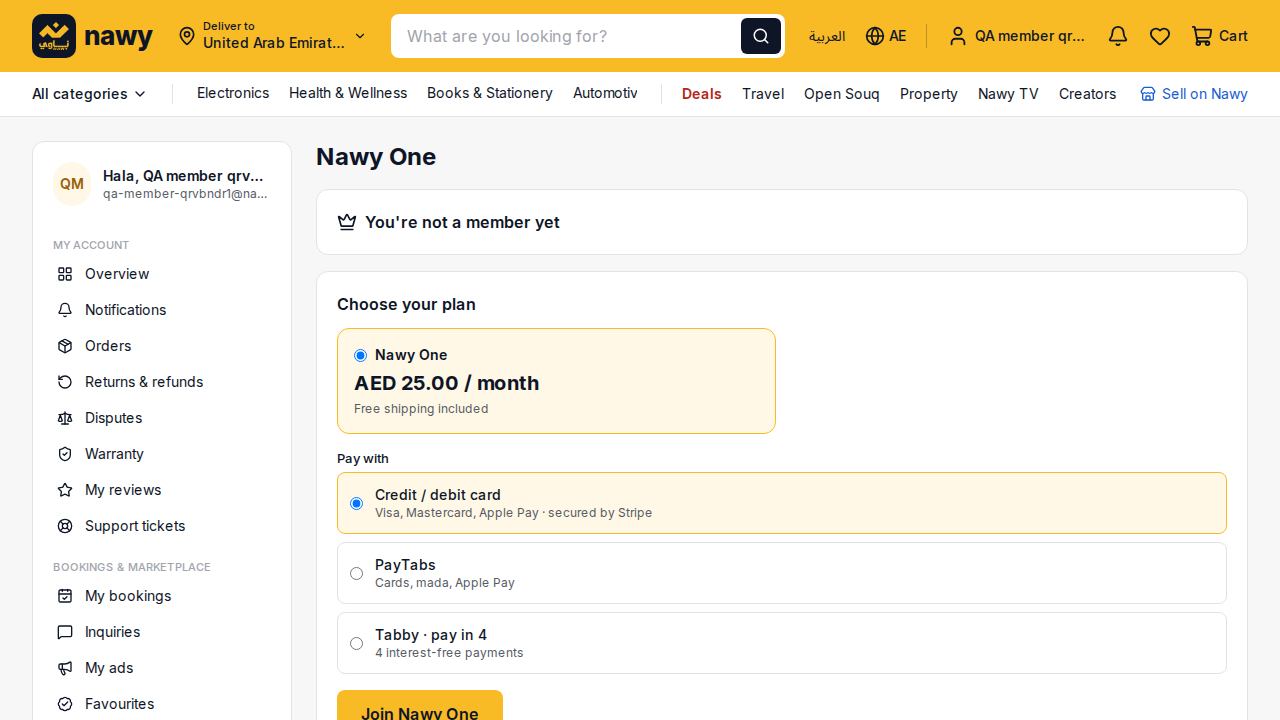 ناوي
nawy
Deliver to
United Arab Emirat...
What are you looking for?
العربية
AE
QA member qr...
Cart
All categories
Electronics
Health & Wellness
Books & Stationery
Automotiv
Deals
Travel
Open Souq
Property
Nawy TV
Creators
Sell on Nawy
QM
Hala, QA member qrv...
qa-member-qrvbndr1@na...
MY ACCOUNT
Overview
Notifications
Orders
Returns & refunds
Disputes
Warranty
My reviews
Support tickets
BOOKINGS & MARKETPLACE
My bookings
Inquiries
My ads
Favourites
Nawy One
You're not a member yet
Choose your plan
Nawy One
AED 25.00 / month
Free shipping included
Pay with
Credit / debit card
Visa, Mastercard, Apple Pay · secured by Stripe
PayTabs
Cards, mada, Apple Pay
Tabby · pay in 4
4 interest-free payments
Join Nawy One